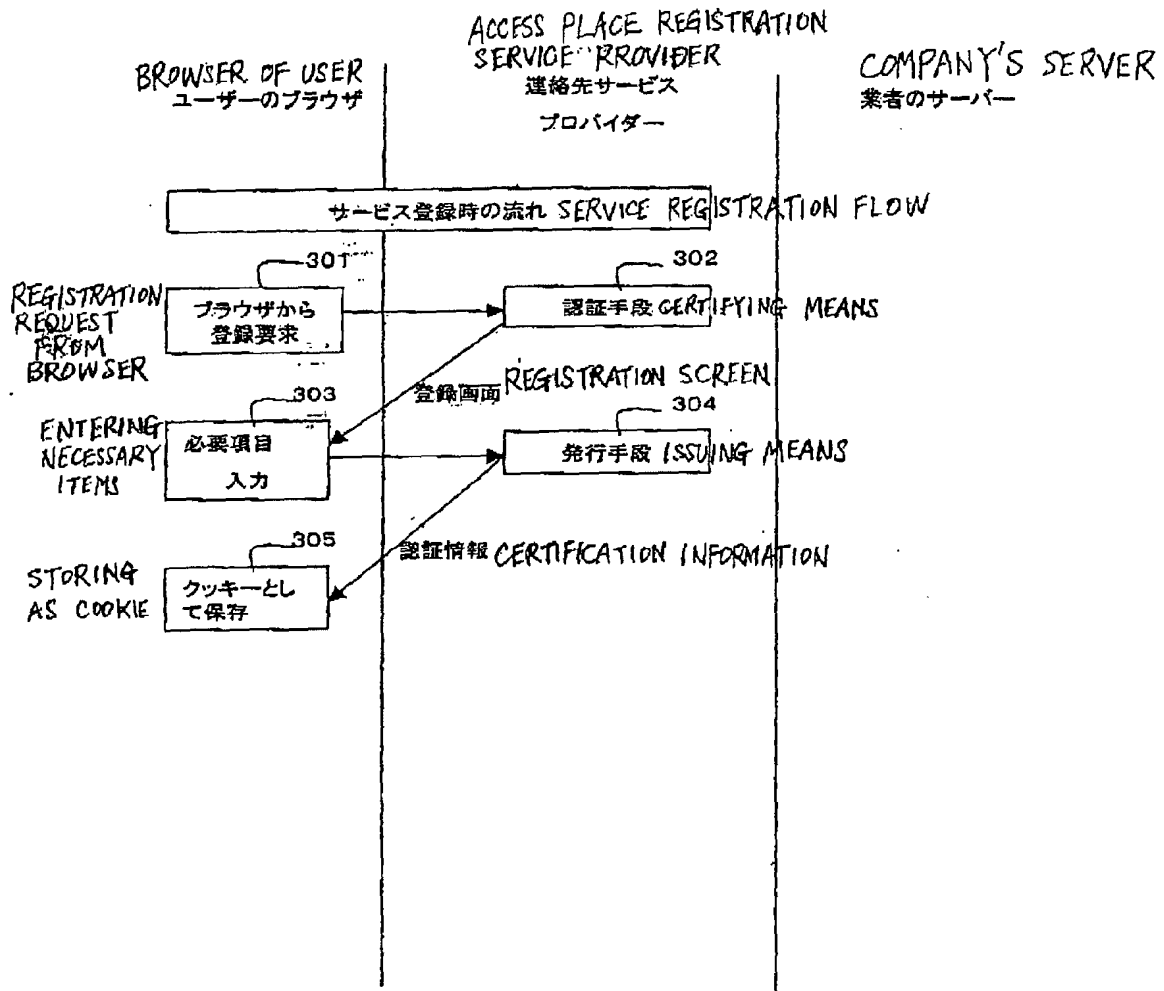 ACCESS PLACE REGISTRATION
SERVICE PROVIDER
連絡先サービス
プロバイダー
BROWSER OF USER
ユーザーのブラウザ
COMPANY'S SERVER
業者のサーバー
サービス登録時の流れ SERVICE REGISTRATION FLOW
301
302
REGISTRATION
REQUEST
FROM
BROWSER
ブラウザから
登録要求
認証手段 CERTIFYING MEANS
登録画面 REGISTRATION SCREEN
303
304
ENTERING
NECESSARY
ITEMS
必要項目
入力
発行手段 ISSUING MEANS
305
認証情報 CERTIFICATION INFORMATION
STORING
AS COOKIE
クッキーとし
て保存